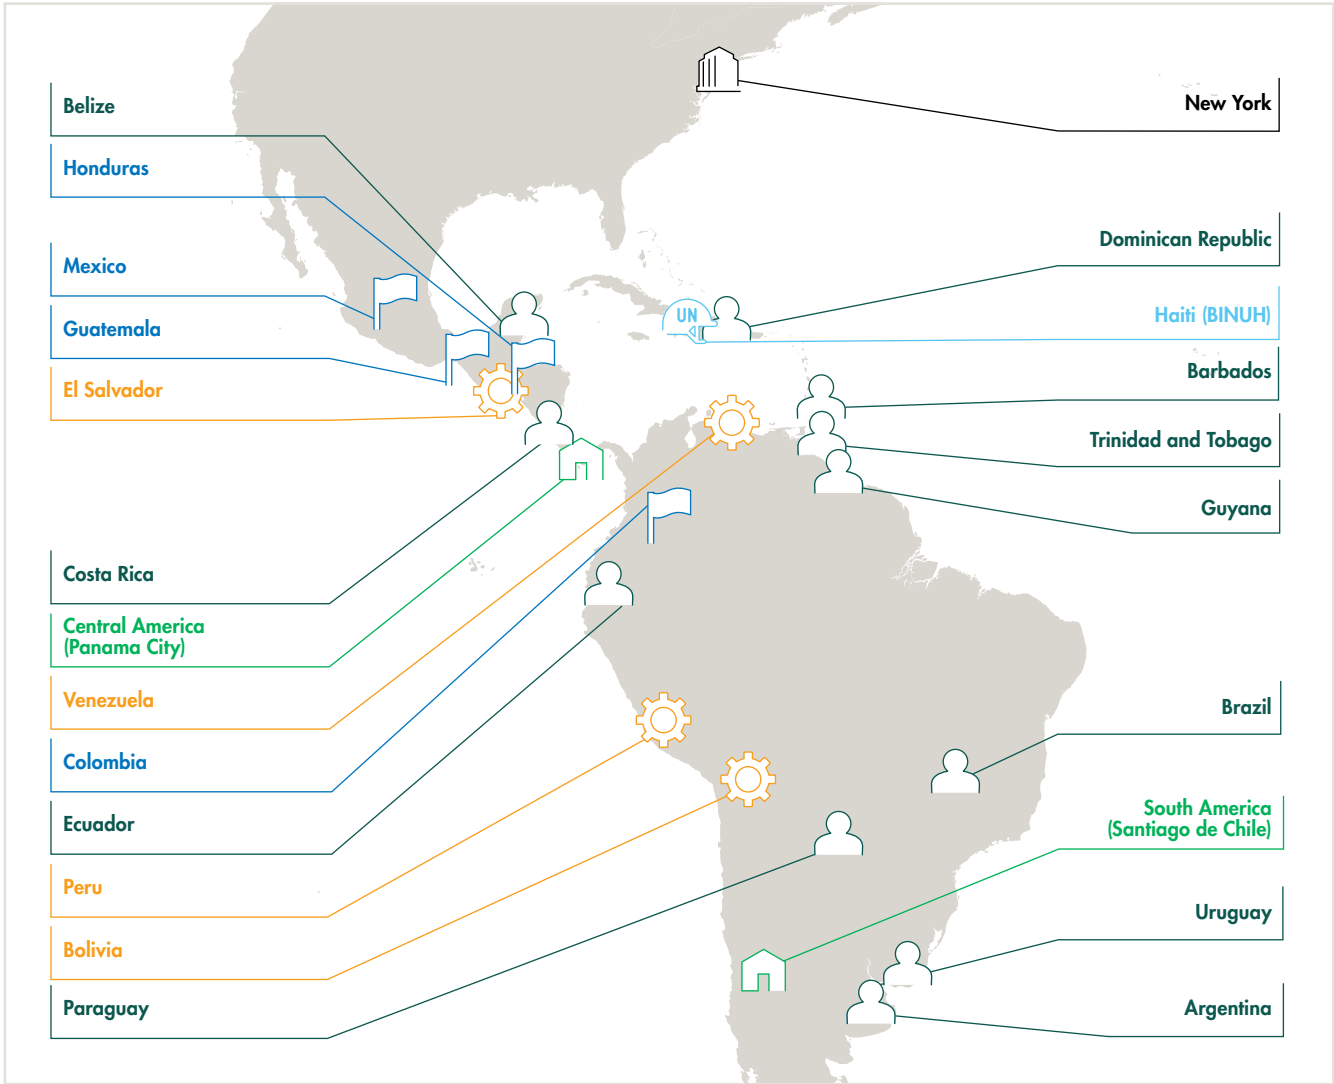 Belize
Honduras
Mexico
Guatemala
El Salvador
Costa Rica
Central America
(Panama City)
Venezuela
Colombia
Ecuador
Peru
Bolivia
Paraguay
UN
New York
Dominican Republic
Haiti (BINUH)
Barbados
Trinidad and Tobago
Guyana
Brazil
South America
(Santiago de Chile)
Uruguay
Argentina